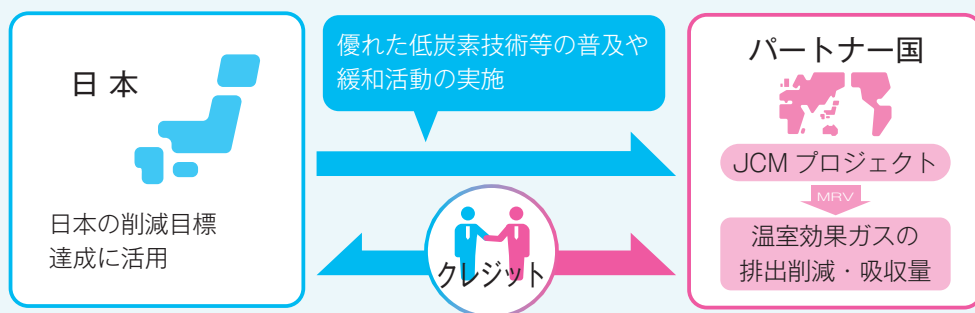 日本
日本の削減目標
達成に活用
優れた低炭素技術等の普及や
緩和活動の実施
クレジット
パートナー国
JCM プロジェクト
MRV
温室効果ガスの
排出削減・吸収量